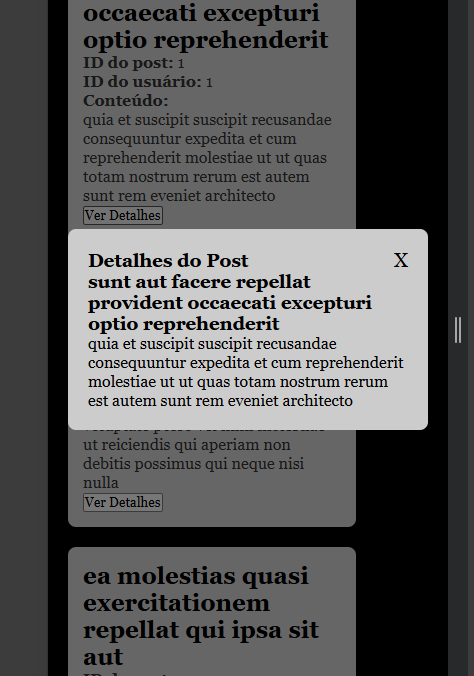 occaecati excepturi
optio reprehenderit
ID do post: 1
ID do usuário: 1
Conteúdo:
quia et suscipit suscipit recusandae
consequuntur expedita et cum
reprehenderit molestiae ut ut quas
totam nostrum rerum est autem
sunt rem eveniet architecto
Ver Detalhes
Detalhes do Post
X
sunt aut facere repellat
provident occaecati excepturi
optio reprehenderit
quia et suscipit suscipit recusandae
consequuntur expedita et cum reprehenderit
molestiae ut ut quas totam nostrum rerum
est autem sunt rem eveniet architecto
ut reiciendis qui aperiam non
debitis possimus qui neque nisi
nulla
Ver Detalhes
ea molestias quasi
exercitationem
repellat qui ipsa sit
aut